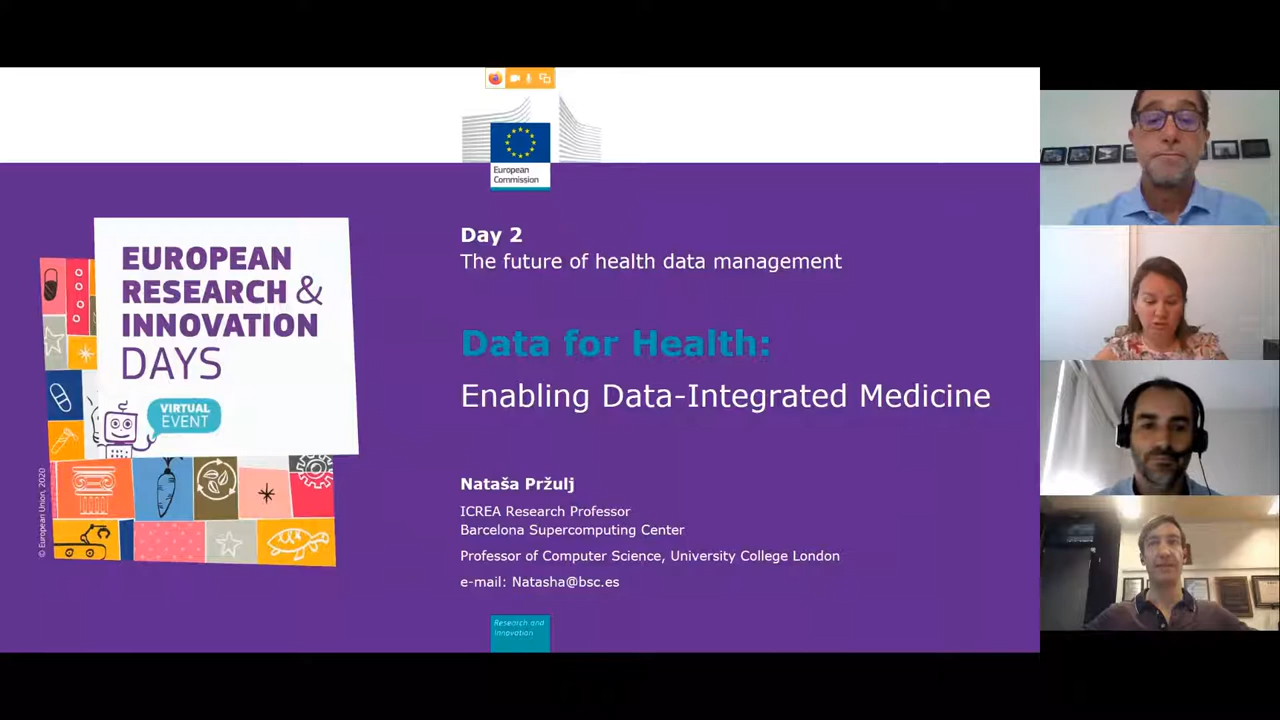 European
Commission
EUROPEAN
RESEARCH &
INNOVATION
DAYS
VIRTUAL
EVENT
© European Union, 2020
Day 2
The future of health data management
Data for Health:
Enabling Data-Integrated Medicine
Nataša Pržulj
ICREA Research Professor
Barcelona Supercomputing Center
Professor of Computer Science, University College London
e-mail: Natasha@bsc.es
Research and
Innovation